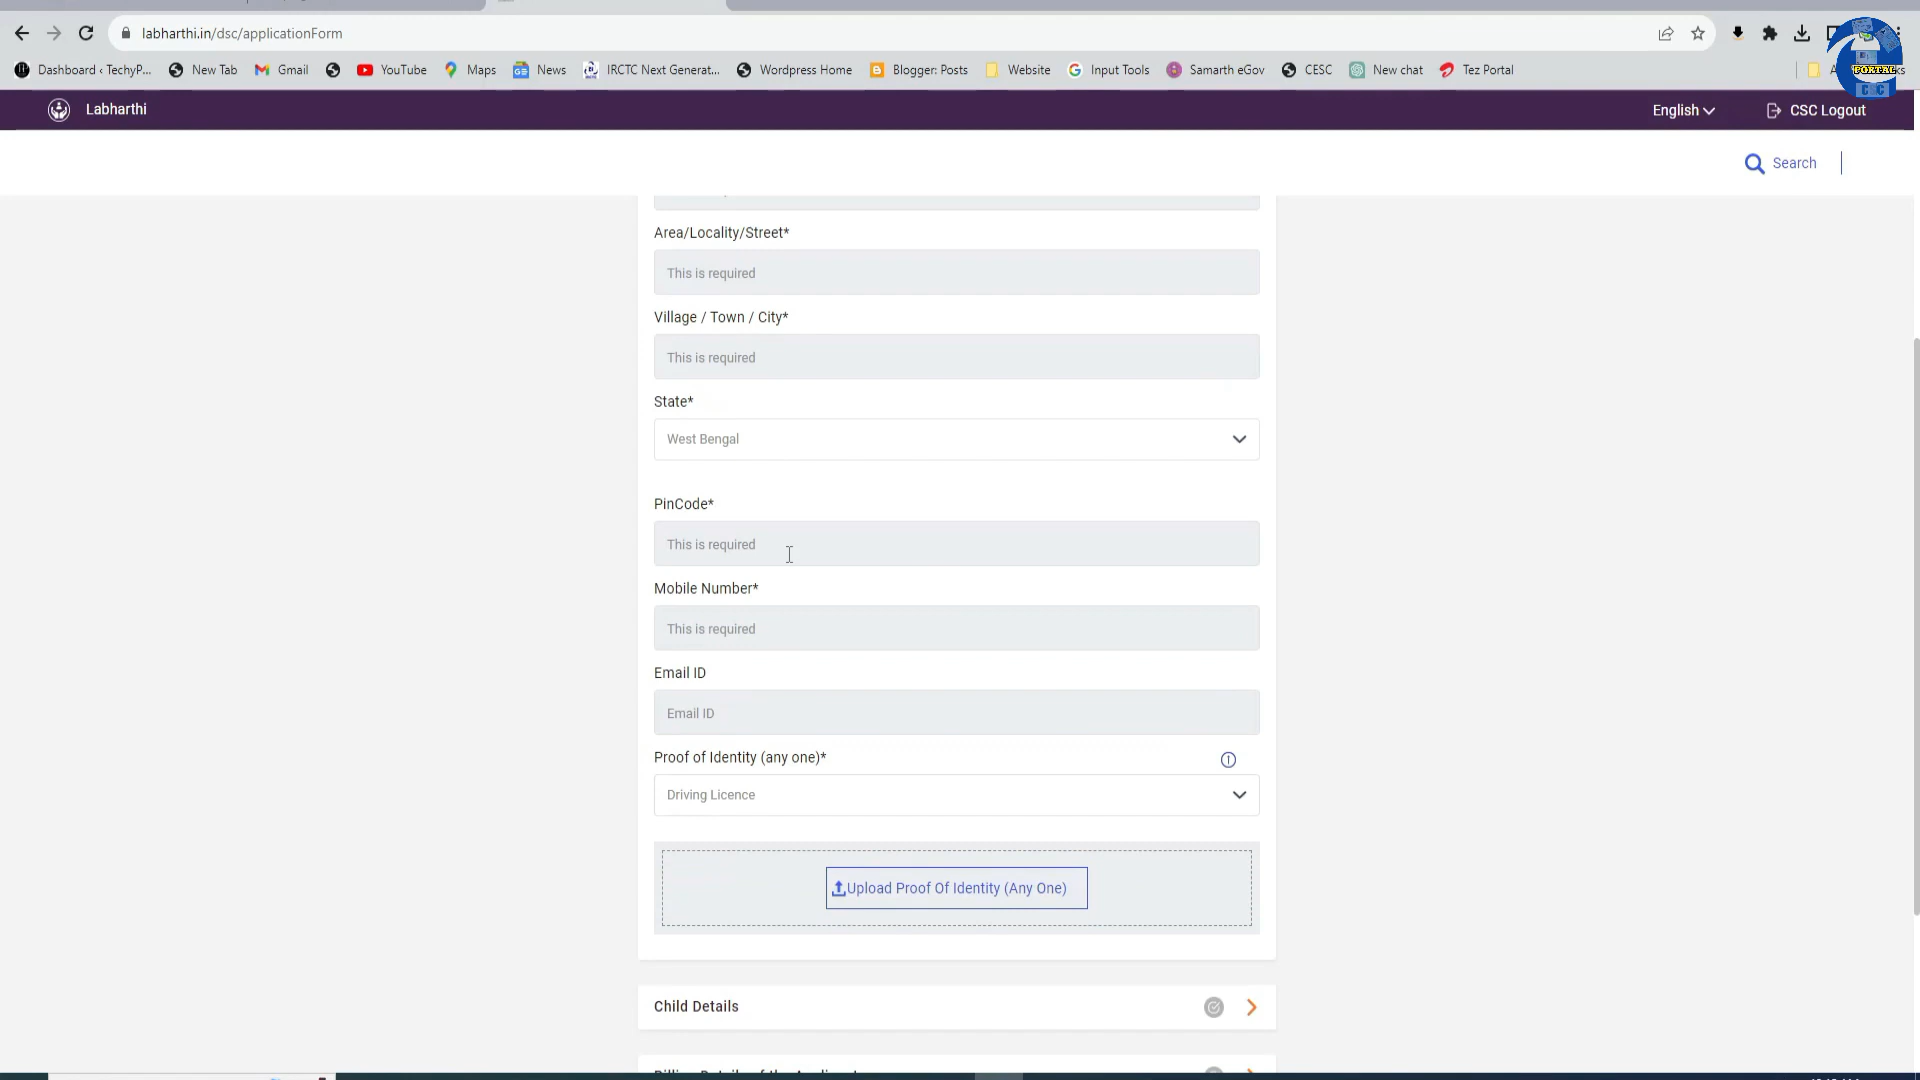 labharthi.in/dsc/applicationForm
Dashboard ‹ TechyP... New Tab Gmail YouTube Maps News IRCTC Next Generat... Wordpress Home Blogger: Posts Website Input Tools Samarth eGov CESC New chat Tez Portal
PORTAL
CSC
Labharthi English CSC Logout
Search
Area/Locality/Street*
This is required
Village / Town / City*
This is required
State*
West Bengal
PinCode*
This is required
Mobile Number*
This is required
Email ID
Email ID
Proof of Identity (any one)*
Driving Licence
Upload Proof Of Identity (Any One)
Child Details